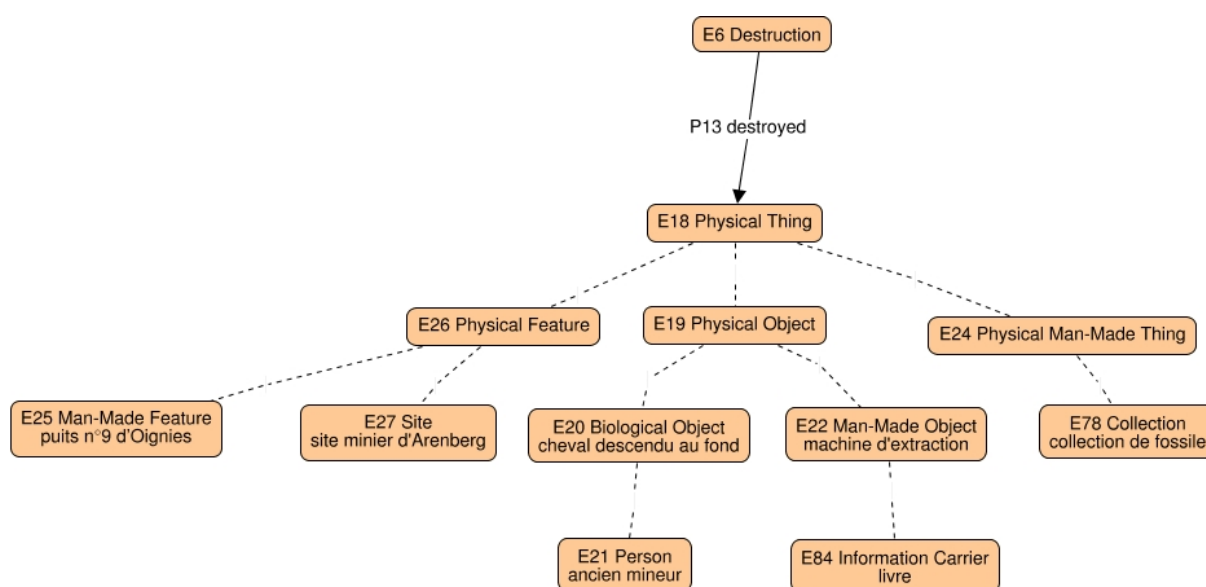 E6 Destruction
P13 destroyed
E18 Physical Thing
E26 Physical Feature
E19 Physical Object
E24 Physical Man-Made Thing
E25 Man-Made Feature
puits n°9 d'Oignies
E27 Site
site minier d'Arenberg
E20 Biological Object
cheval descendu au fond
E22 Man-Made Object
machine d'extraction
E78 Collection
collection de fossile
E21 Person
ancien mineur
E84 Information Carrier
livre